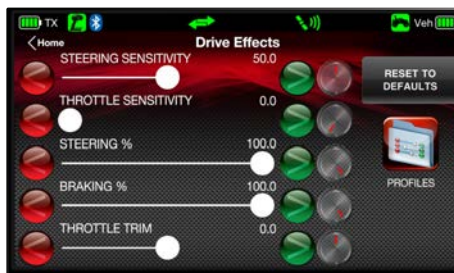 TX Veh
Home Drive Effects
STEERING SENSITIVITY 50.0
RESET TO
DEFAULTS
THROTTLE SENSITIVITY 0.0
STEERING % 100.0
PROFILES
BRAKING % 100.0
THROTTLE TRIM 0.0